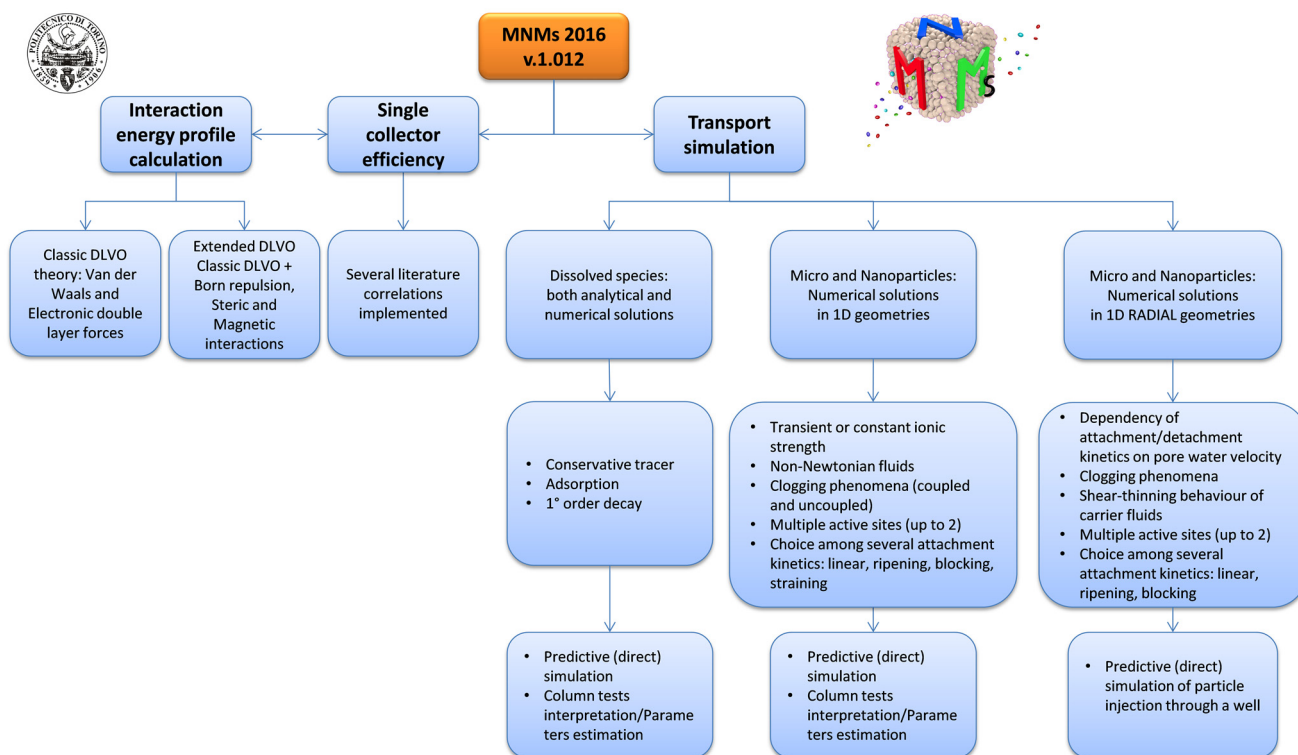 POLITECNICO DI TORINO
1859 1906
MNMs 2016
v.1.012
M N M s
Interaction
energy profile
calculation
Single
collector
efficiency
Transport
simulation
Classic DLVO
theory: Van der
Waals and
Electronic double
layer forces
Extended DLVO
Classic DLVO +
Born repulsion,
Steric and
Magnetic
interactions
Several literature
correlations
implemented
Dissolved species:
both analytical and
numerical solutions
Micro and Nanoparticles:
Numerical solutions
in 1D geometries
Micro and Nanoparticles:
Numerical solutions
in 1D RADIAL geometries
• Conservative tracer
• Adsorption
• 1° order decay
• Transient or constant ionic
strength
• Non-Newtonian fluids
• Clogging phenomena (coupled
and uncoupled)
• Multiple active sites (up to 2)
• Choice among several attachment
kinetics: linear, ripening, blocking,
straining
• Dependency of
attachment/detachment
kinetics on pore water velocity
• Clogging phenomena
• Shear-thinning behaviour of
carrier fluids
• Multiple active sites (up to 2)
• Choice among several
attachment kinetics: linear,
ripening, blocking
• Predictive (direct)
simulation
• Column tests
interpretation/Parame
ters estimation
• Predictive (direct)
simulation
• Column tests
interpretation/Parame
ters estimation
• Predictive (direct)
simulation of particle
injection through a well